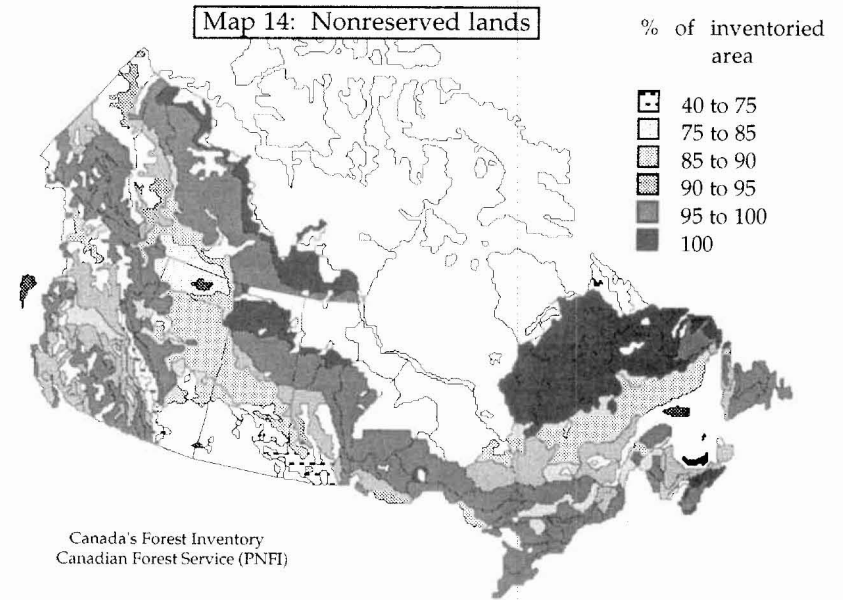 Map 14: Nonreserved lands
% of inventoried
area
40 to 75
75 to 85
85 to 90
90 to 95
95 to 100
100
Canada's Forest Inventory
Canadian Forest Service (PNFI)